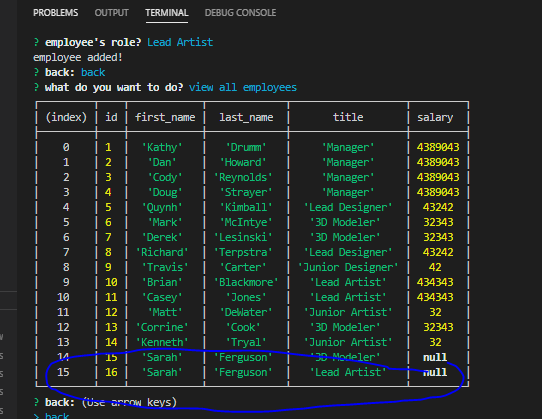 PROBLEMS OUTPUT TERMINAL DEBUG CONSOLE
? employee's role? Lead Artist
employee added!
? back: back
? what do you want to do? view all employees
(index) id first_name last_name title salary
0 1 'Kathy' 'Drumm' 'Manager' 4389043
1 2 'Dan' 'Howard' 'Manager' 4389043
2 3 'Cody' 'Reynolds' 'Manager' 4389043
3 4 'Doug' 'Strayer' 'Manager' 4389043
4 5 'Quynh' 'Kimball' 'Lead Designer' 43242
5 6 'Mark' 'McIntye' '3D Modeler' 32343
6 7 'Derek' 'Lesinski' '3D Modeler' 32343
7 8 'Richard' 'Terpstra' 'Lead Designer' 43242
8 9 'Travis' 'Carter' 'Junior Designer' 42
9 10 'Brian' 'Blackmore' 'Lead Artist' 434343
10 11 'Casey' 'Jones' 'Lead Artist' 434343
11 12 'Matt' 'DeWater' 'Junior Artist' 32
12 13 'Corrine' 'Cook' '3D Modeler' 32343
13 14 'Kenneth' 'Tryal' 'Junior Artist' 32
14 15 'Sarah' 'Ferguson' '3D Modeler' null
15 16 'Sarah' 'Ferguson' 'Lead Artist' null
? back: (Use arrow keys)
> back